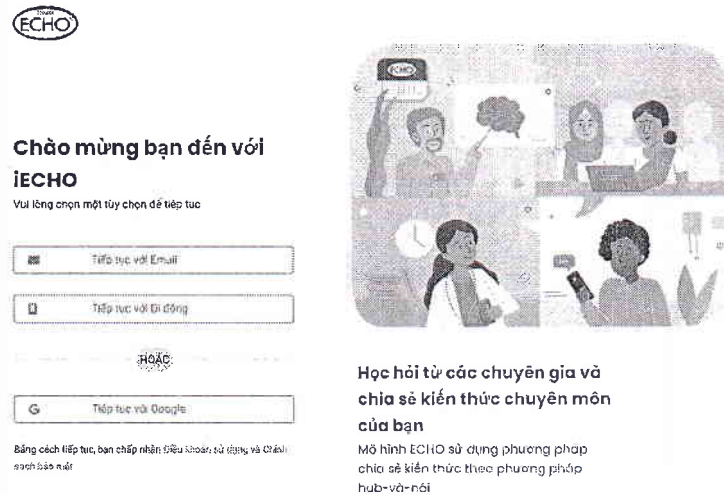 ECHO
Chào mừng bạn đến với
iECHO
Vui lòng chọn một tùy chọn để tiếp tục
Tiếp tục với Email
Tiếp tục với Di động
HOẶC
Tiếp tục với Google
Bằng cách tiếp tục, bạn chấp nhận Điều khoản sử dụng và Chính
sách bảo mật
ECHO
Học hỏi từ các chuyên gia và
chia sẻ kiến thức chuyên môn
của bạn
Mô hình ECHO sử dụng phương pháp
chia sẻ kiến thức theo phương pháp
hub-và-nói